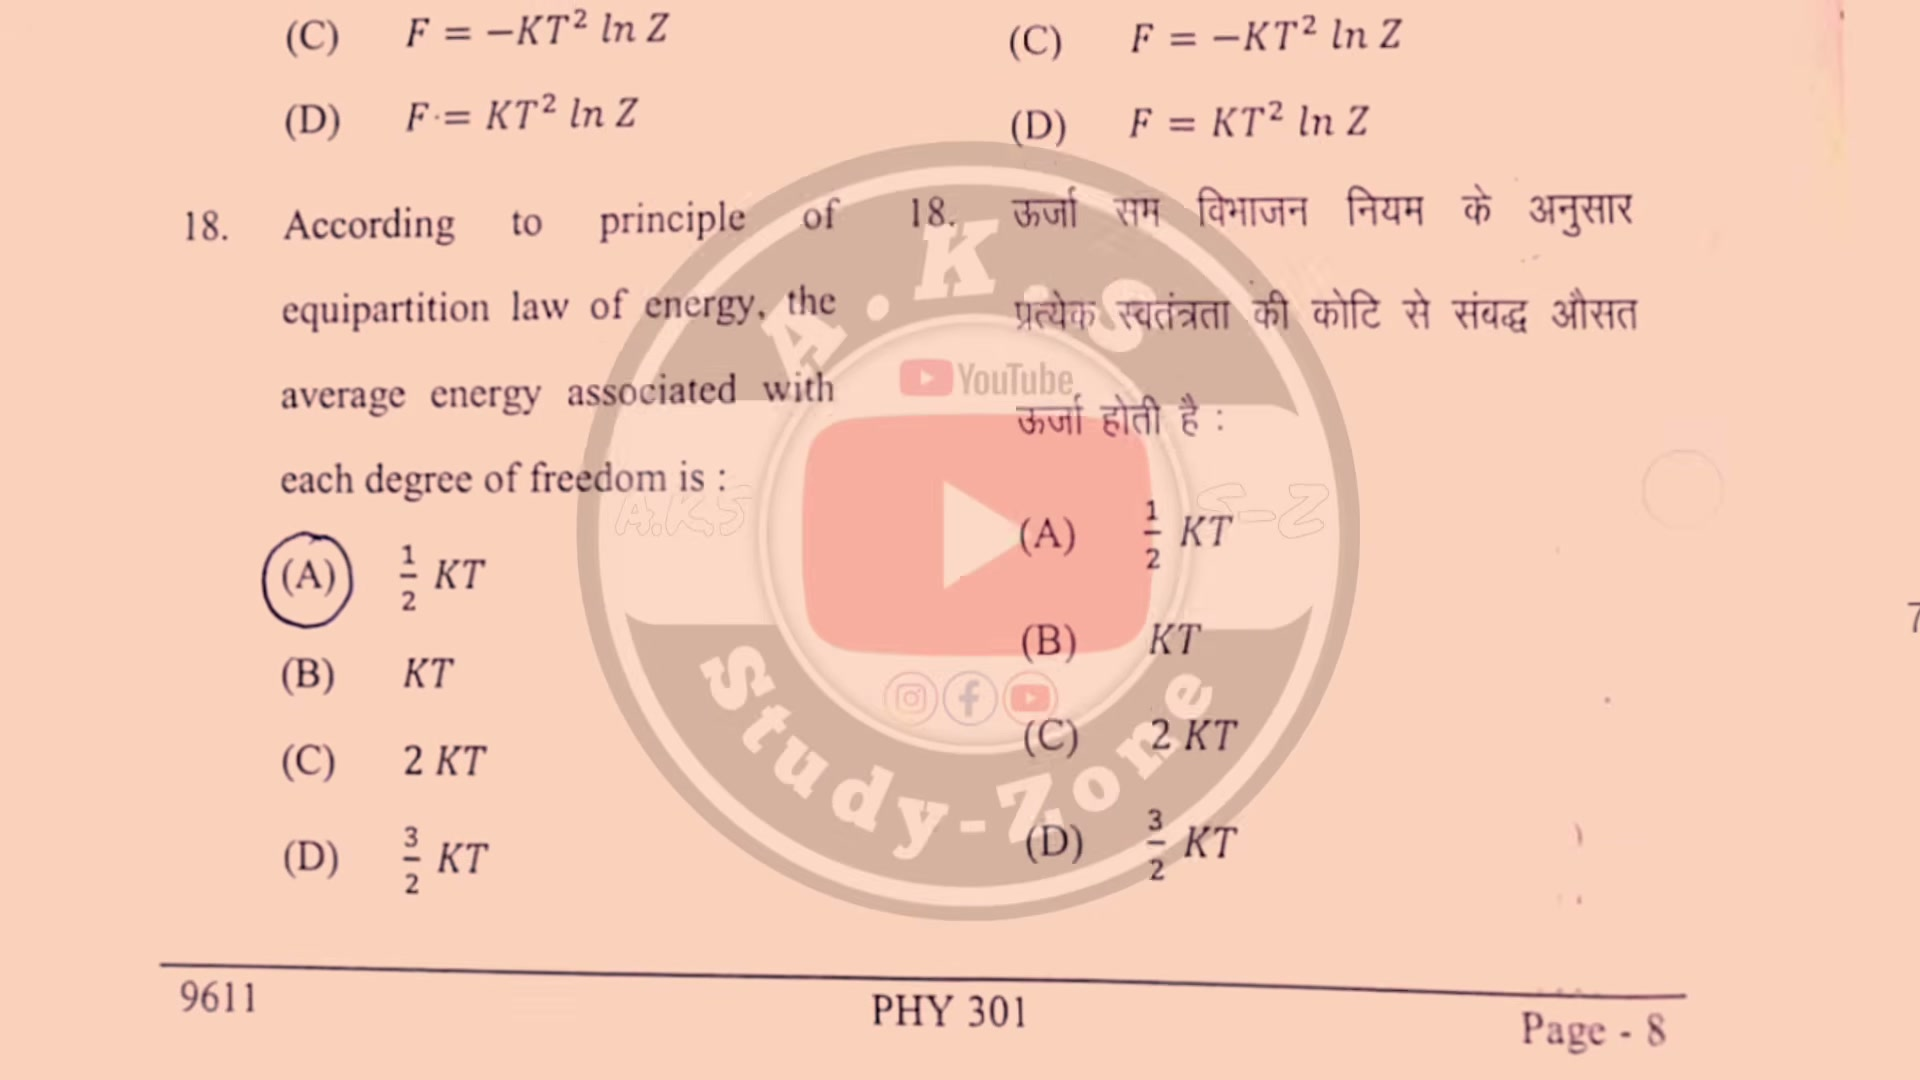 (C) F = −KT² ln Z
(D) F = KT² ln Z
18. According to principle of
equipartition law of energy, the
average energy associated with
each degree of freedom is :
(A) 1/2 KT
(B) KT
(C) 2 KT
(D) 3/2 KT
(C) F = −KT² ln Z
(D) F = KT² ln Z
18. ऊर्जा सम विभाजन नियम के अनुसार
प्रत्येक स्वतंत्रता की कोटि से संवद्ध औसत
ऊर्जा होती है :
(A) 1/2 KT
(B) KT
(C) 2 KT
(D) 3/2 KT
A.K.S
YouTube
A.K.S S-Z
Study-Zone
7
9611 PHY 301 Page - 8